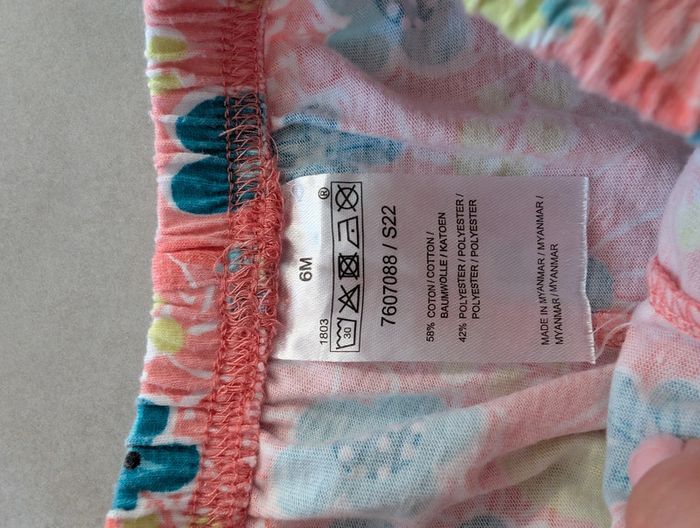 6M
1803 ®
30
7607088 / S22
58% COTON / COTTON /
BAUMWOLLE / KATOEN
42% POLYESTER / POLYESTER /
POLYESTER / POLYESTER
MADE IN MYANMAR / MYANMAR /
MYANMAR / MYANMAR